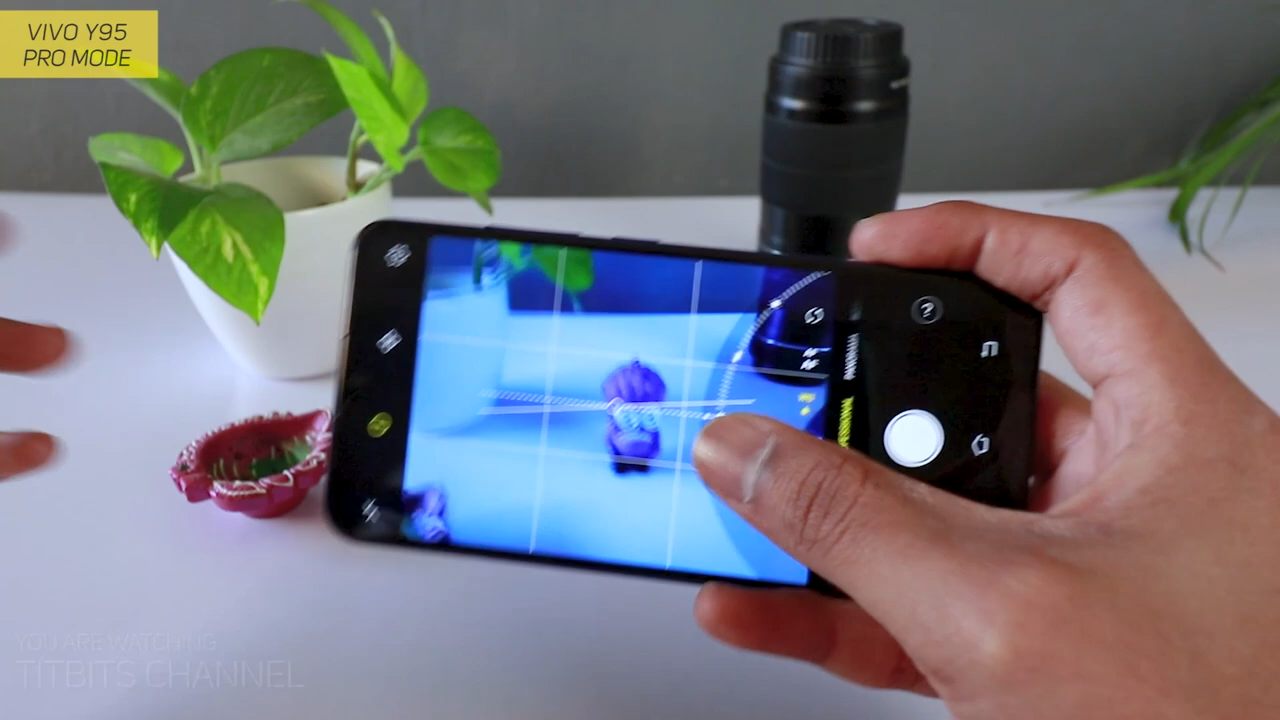 VIVO Y95
PRO MODE
YOU ARE WATCHING
TITBITS CHANNEL
?